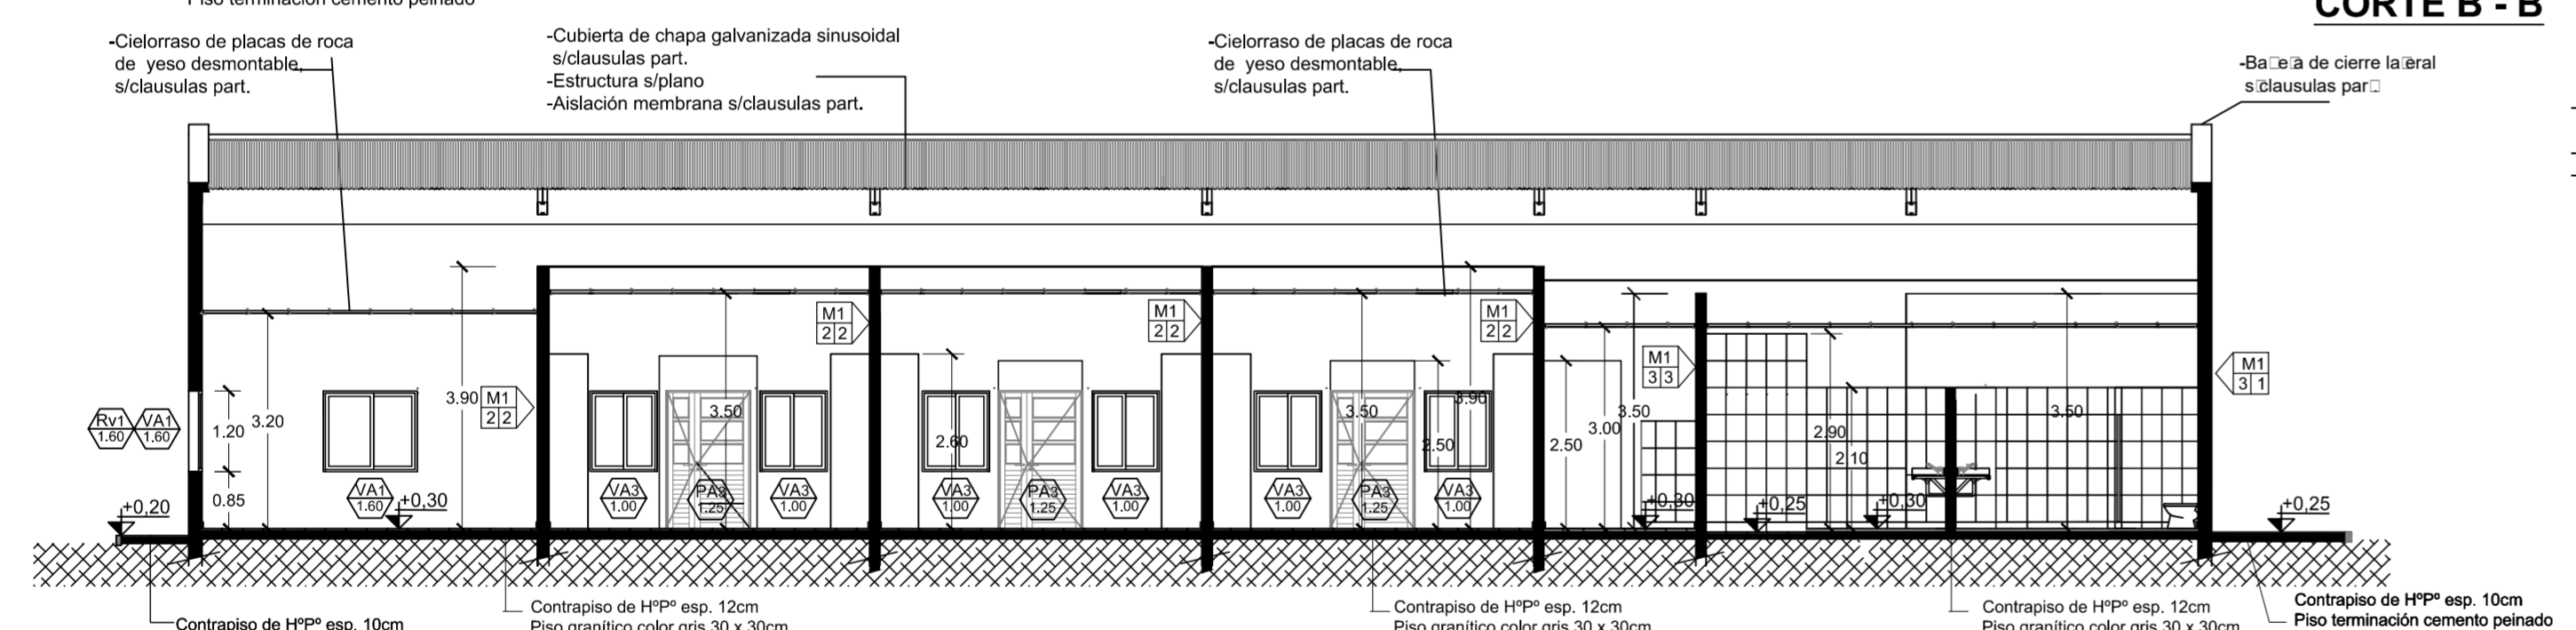 Piso terminación cemento peinado
CORTE B - B
-Cielorraso de placas de roca
de yeso desmontable,
s/clausulas part.
-Cubierta de chapa galvanizada sinusoidal
s/clausulas part.
-Estructura s/plano
-Aislación membrana s/clausulas part.
-Cielorraso de placas de roca
de yeso desmontable,
s/clausulas part.
de cierre
M1
2 2
M1
2 2
M1
2 2
M1
3 3
M1
3 1
3.90
M1
2 2
Rv1
1.60
VA1
1.60
1.20
3.20
0.85
+0,20
VA1
1.60
+0,30
3.50
VA3
1.00
PA3
1.25
VA3
1.00
2.60
VA3
1.00
PA3
1.25
VA3
1.00
3.50
3.90
2.50
VA3
1.00
PA3
1.25
VA3
1.00
2.50
3.00
3.50
+0,30
+0,25
2.90
2.10
+0,30
3.50
+0,25
Contrapiso de HºPº esp. 10cm
Contrapiso de HºPº esp. 12cm
Piso granítico color gris 30 x 30cm
Contrapiso de HºPº esp. 12cm
Piso granítico color gris 30 x 30cm
Contrapiso de HºPº esp. 12cm
Piso granítico color gris 30 x 30cm
Contrapiso de HºPº esp. 10cm
Piso terminación cemento peinado